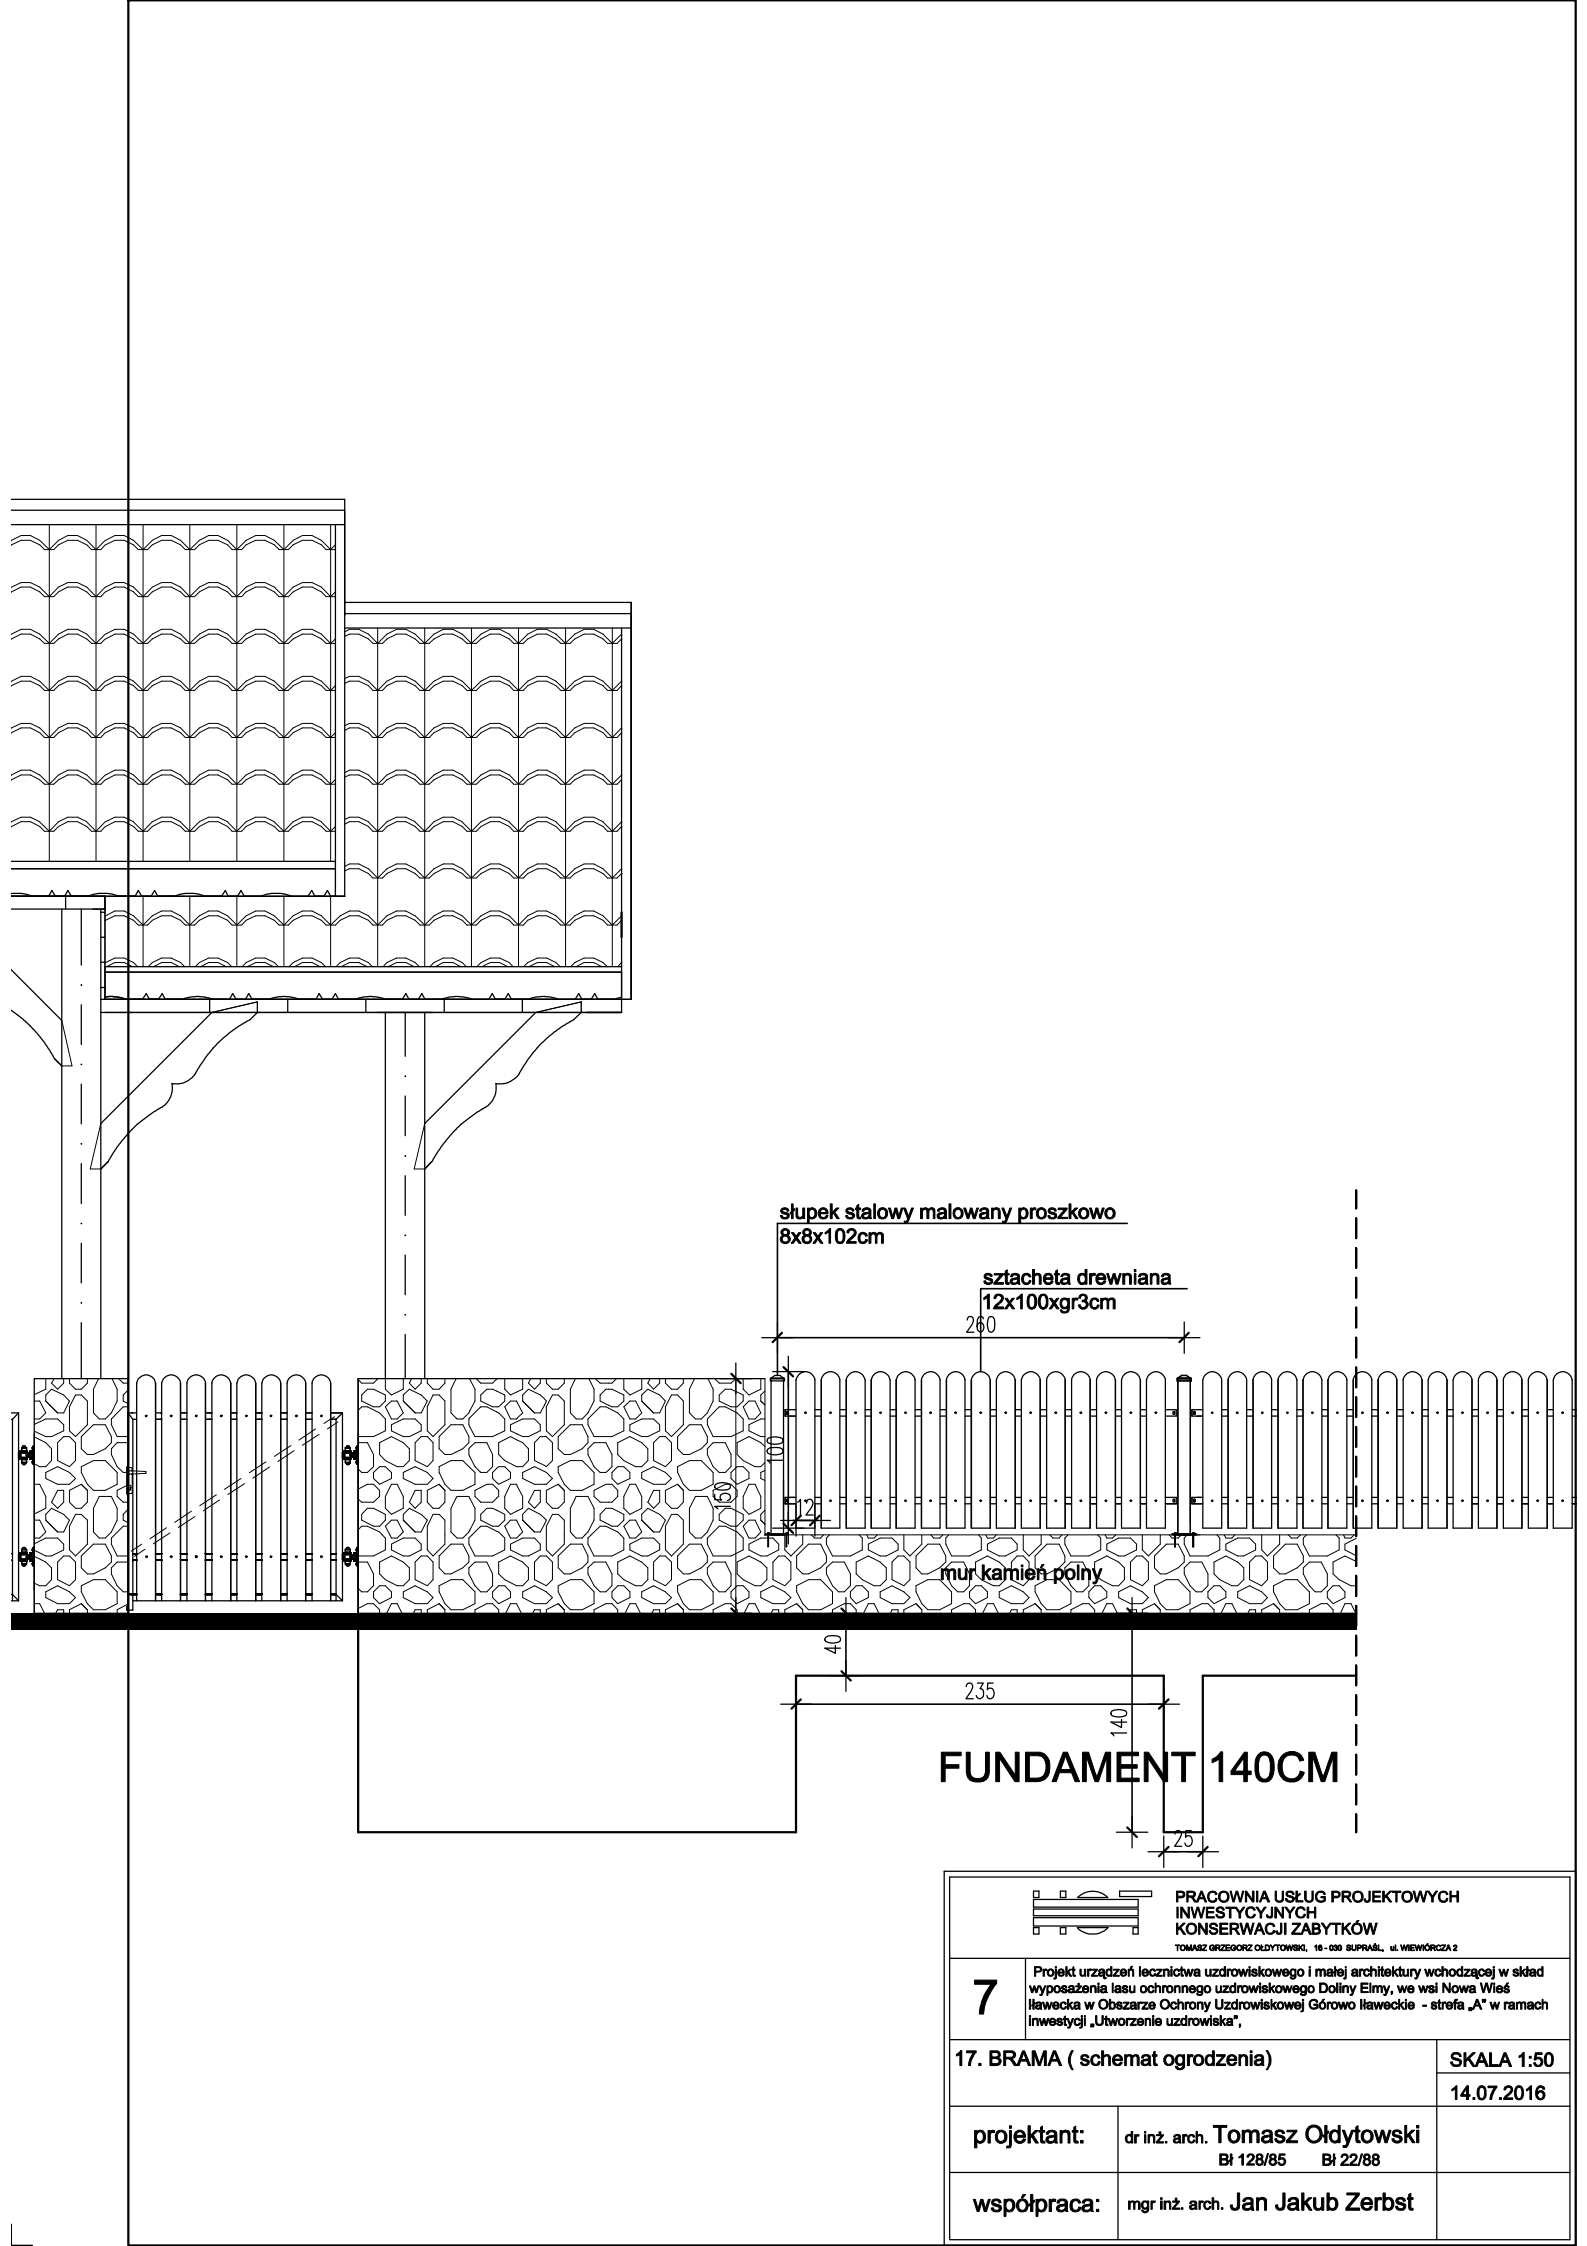 słupek stalowy malowany proszkowo
8x8x102cm
sztacheta drewniana
12x100xgr3cm
260
100
150
12
mur kamień polny
40
235
140
FUNDAMENT 140CM
25
PRACOWNIA USŁUG PROJEKTOWYCH
INWESTYCYJNYCH
KONSERWACJI ZABYTKÓW
TOMASZ GRZEGORZ OŁDYTOWSKI, 16 - 030 SUPRAŚL, ul. WIEWIÓRCZA 2
7
Projekt urządzeń lecznictwa uzdrowiskowego i małej architektury wchodzącej w skład
wyposażenia lasu ochronnego uzdrowiskowego Doliny Elmy, we wsi Nowa Wieś
Iławecka w Obszarze Ochrony Uzdrowiskowej Górowo Iławeckie - strefa „A" w ramach
inwestycji „Utworzenie uzdrowiska",
17. BRAMA ( schemat ogrodzenia)
SKALA 1:50
14.07.2016
projektant:
dr inż. arch. Tomasz Ołdytowski
Bł 128/85 Bł 22/88
współpraca:
mgr inż. arch. Jan Jakub Zerbst